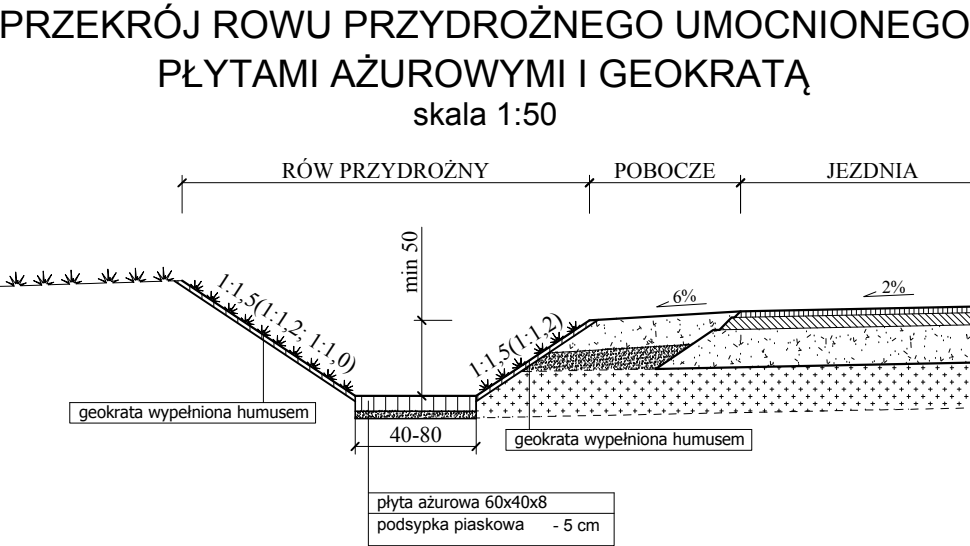 PRZEKRÓJ ROWU PRZYDROŻNEGO UMOCNIONEGO
PŁYTAMI AŻUROWYMI I GEOKRATĄ
skala 1:50
RÓW PRZYDROŻNY
POBOCZE
JEZDNIA
min 50
1:1,5(1:1,2; 1:1,0)
1:1,5(1:1,2)
6%
2%
geokrata wypełniona humusem
40-80
geokrata wypełniona humusem
płyta ażurowa 60x40x8
podsypka piaskowa - 5 cm